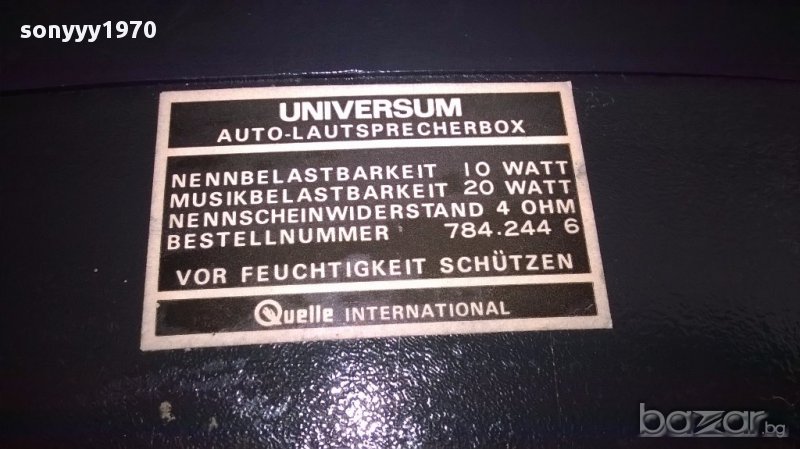 sonyyy1970
UNIVERSUM
AUTO-LAUTSPRECHERBOX
NENNBELASTBARKEIT 10 WATT
MUSIKBELASTBARKEIT 20 WATT
NENNSCHEINWIDERSTAND 4 OHM
BESTELLNUMMER 784.244 6
VOR FEUCHTIGKEIT SCHÜTZEN
Quelle INTERNATIONAL
bazar.bg